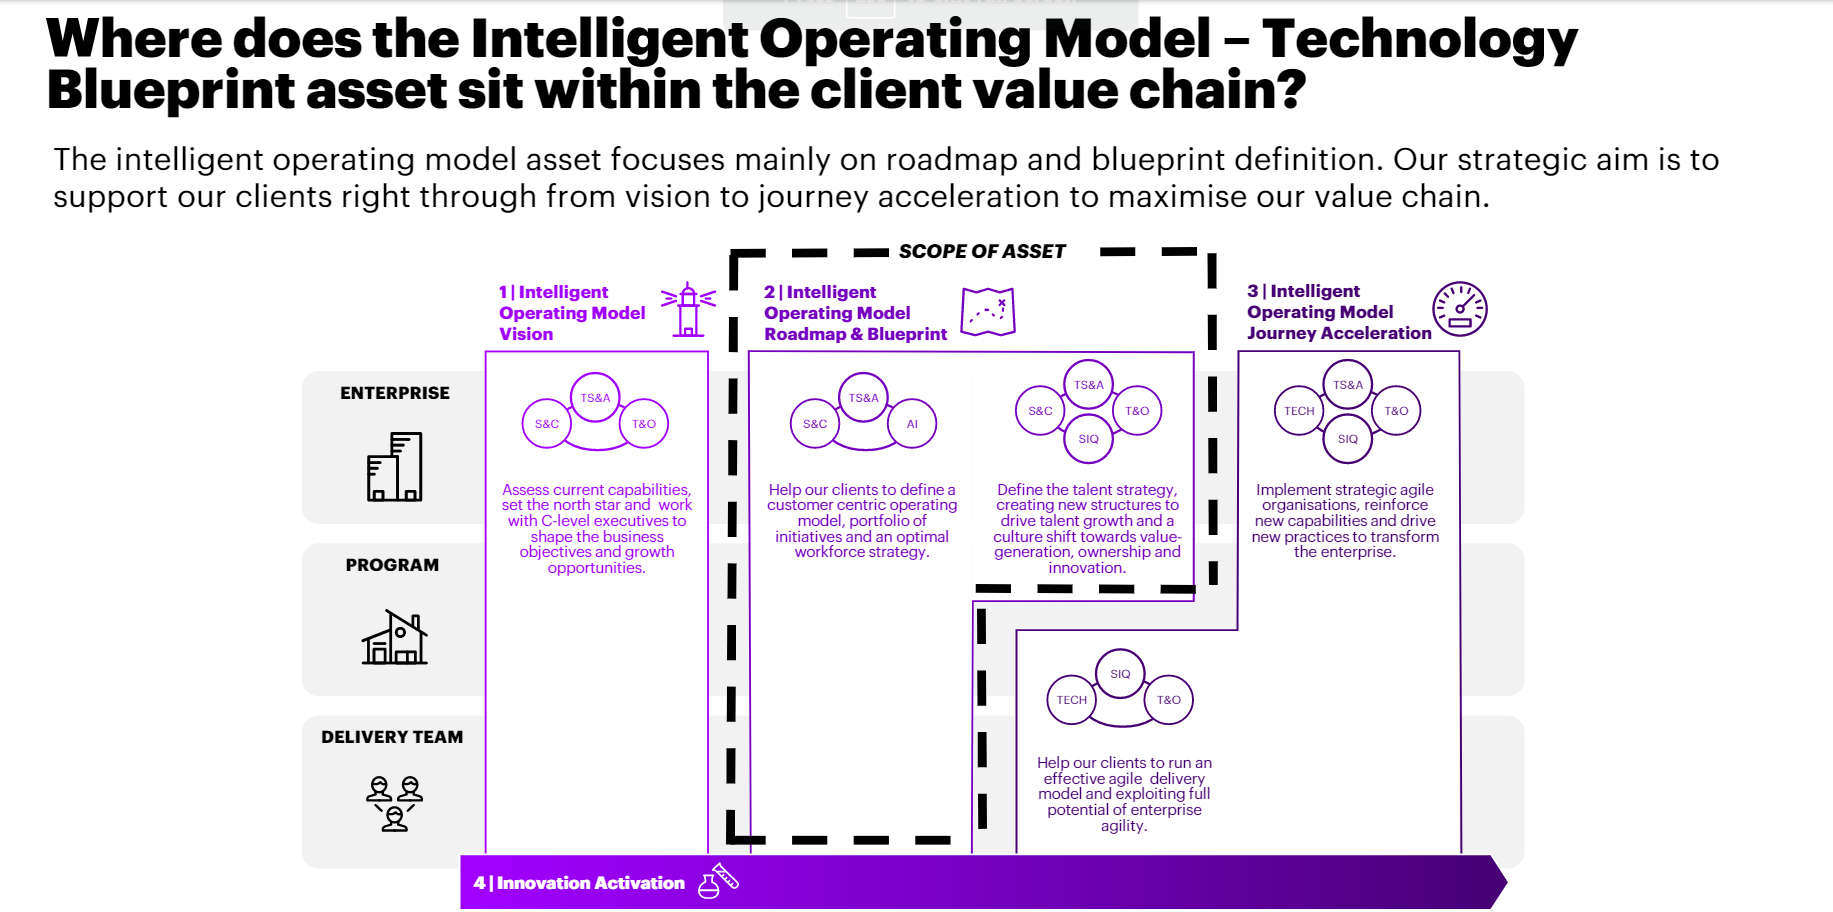 Where does the Intelligent Operating Model – Technology
Blueprint asset sit within the client value chain?
The intelligent operating model asset focuses mainly on roadmap and blueprint definition. Our strategic aim is to
support our clients right through from vision to journey acceleration to maximise our value chain.
SCOPE OF ASSET
1 | Intelligent
Operating Model
Vision
2 | Intelligent
Operating Model
Roadmap & Blueprint
3 | Intelligent
Operating Model
Journey Acceleration
ENTERPRISE
TS&A
S&C
T&O
Assess current capabilities,
set the north star and  work
with C-level executives to
shape the business
objectives and growth
opportunities.
TS&A
S&C
AI
Help our clients to define a
customer centric operating
model, portfolio of
initiatives and an optimal
workforce strategy.
TS&A
S&C
T&O
SIQ
Define the talent strategy,
creating new structures to
drive talent growth and a
culture shift towards value-
generation, ownership and
innovation.
TS&A
TECH
T&O
SIQ
Implement strategic agile
organisations, reinforce
new capabilities and drive
new practices to transform
the enterprise.
PROGRAM
SIQ
TECH
T&O
Help our clients to run an
effective agile  delivery
model and exploiting full
potential of enterprise
agility.
DELIVERY TEAM
4 | Innovation Activation